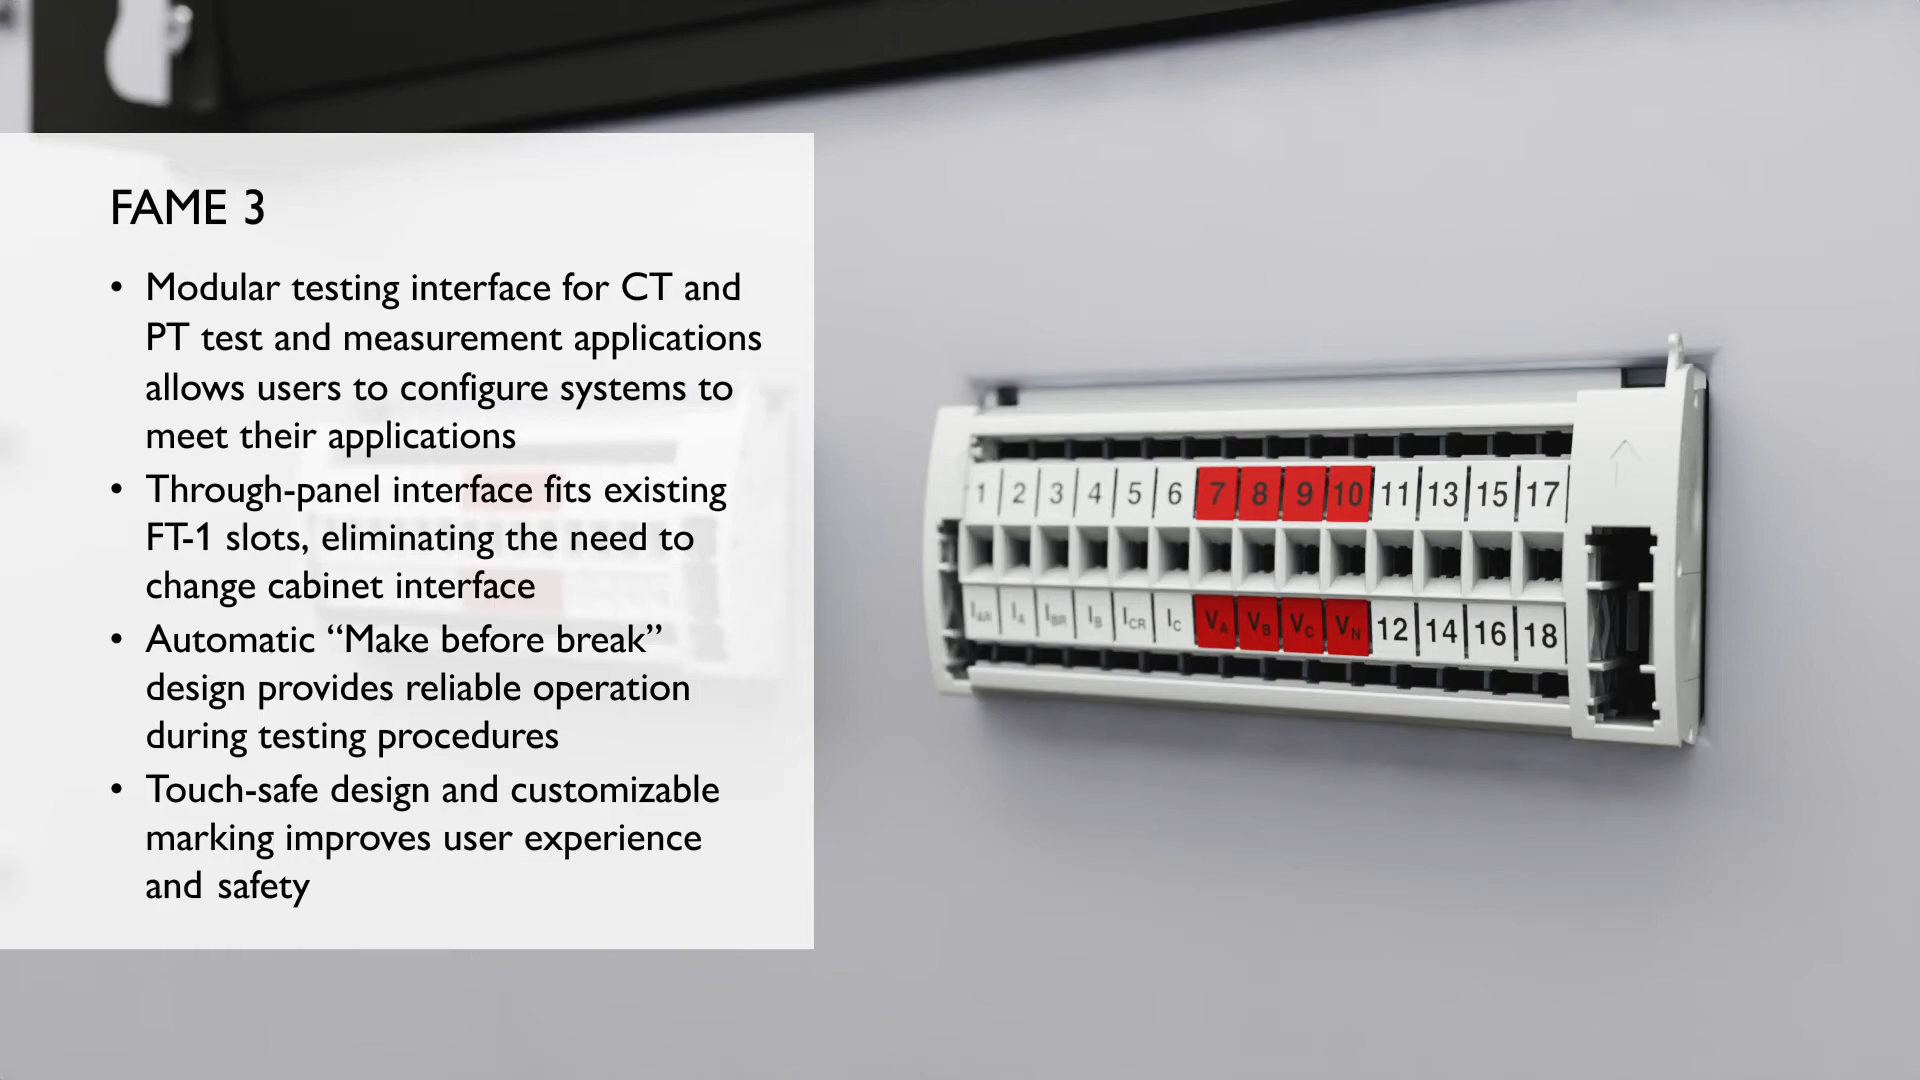 FAME 3
• Modular testing interface for CT and
PT test and measurement applications
allows users to configure systems to
meet their applications
• Through-panel interface fits existing
FT-1 slots, eliminating the need to
change cabinet interface
• Automatic “Make before break”
design provides reliable operation
during testing procedures
• Touch-safe design and customizable
marking improves user experience
and safety
1 2 3 4 5 6 7 8 9 10 11 13 15 17
IAR IA IBR IB ICR IC VA VB VC VN 12 14 16 18